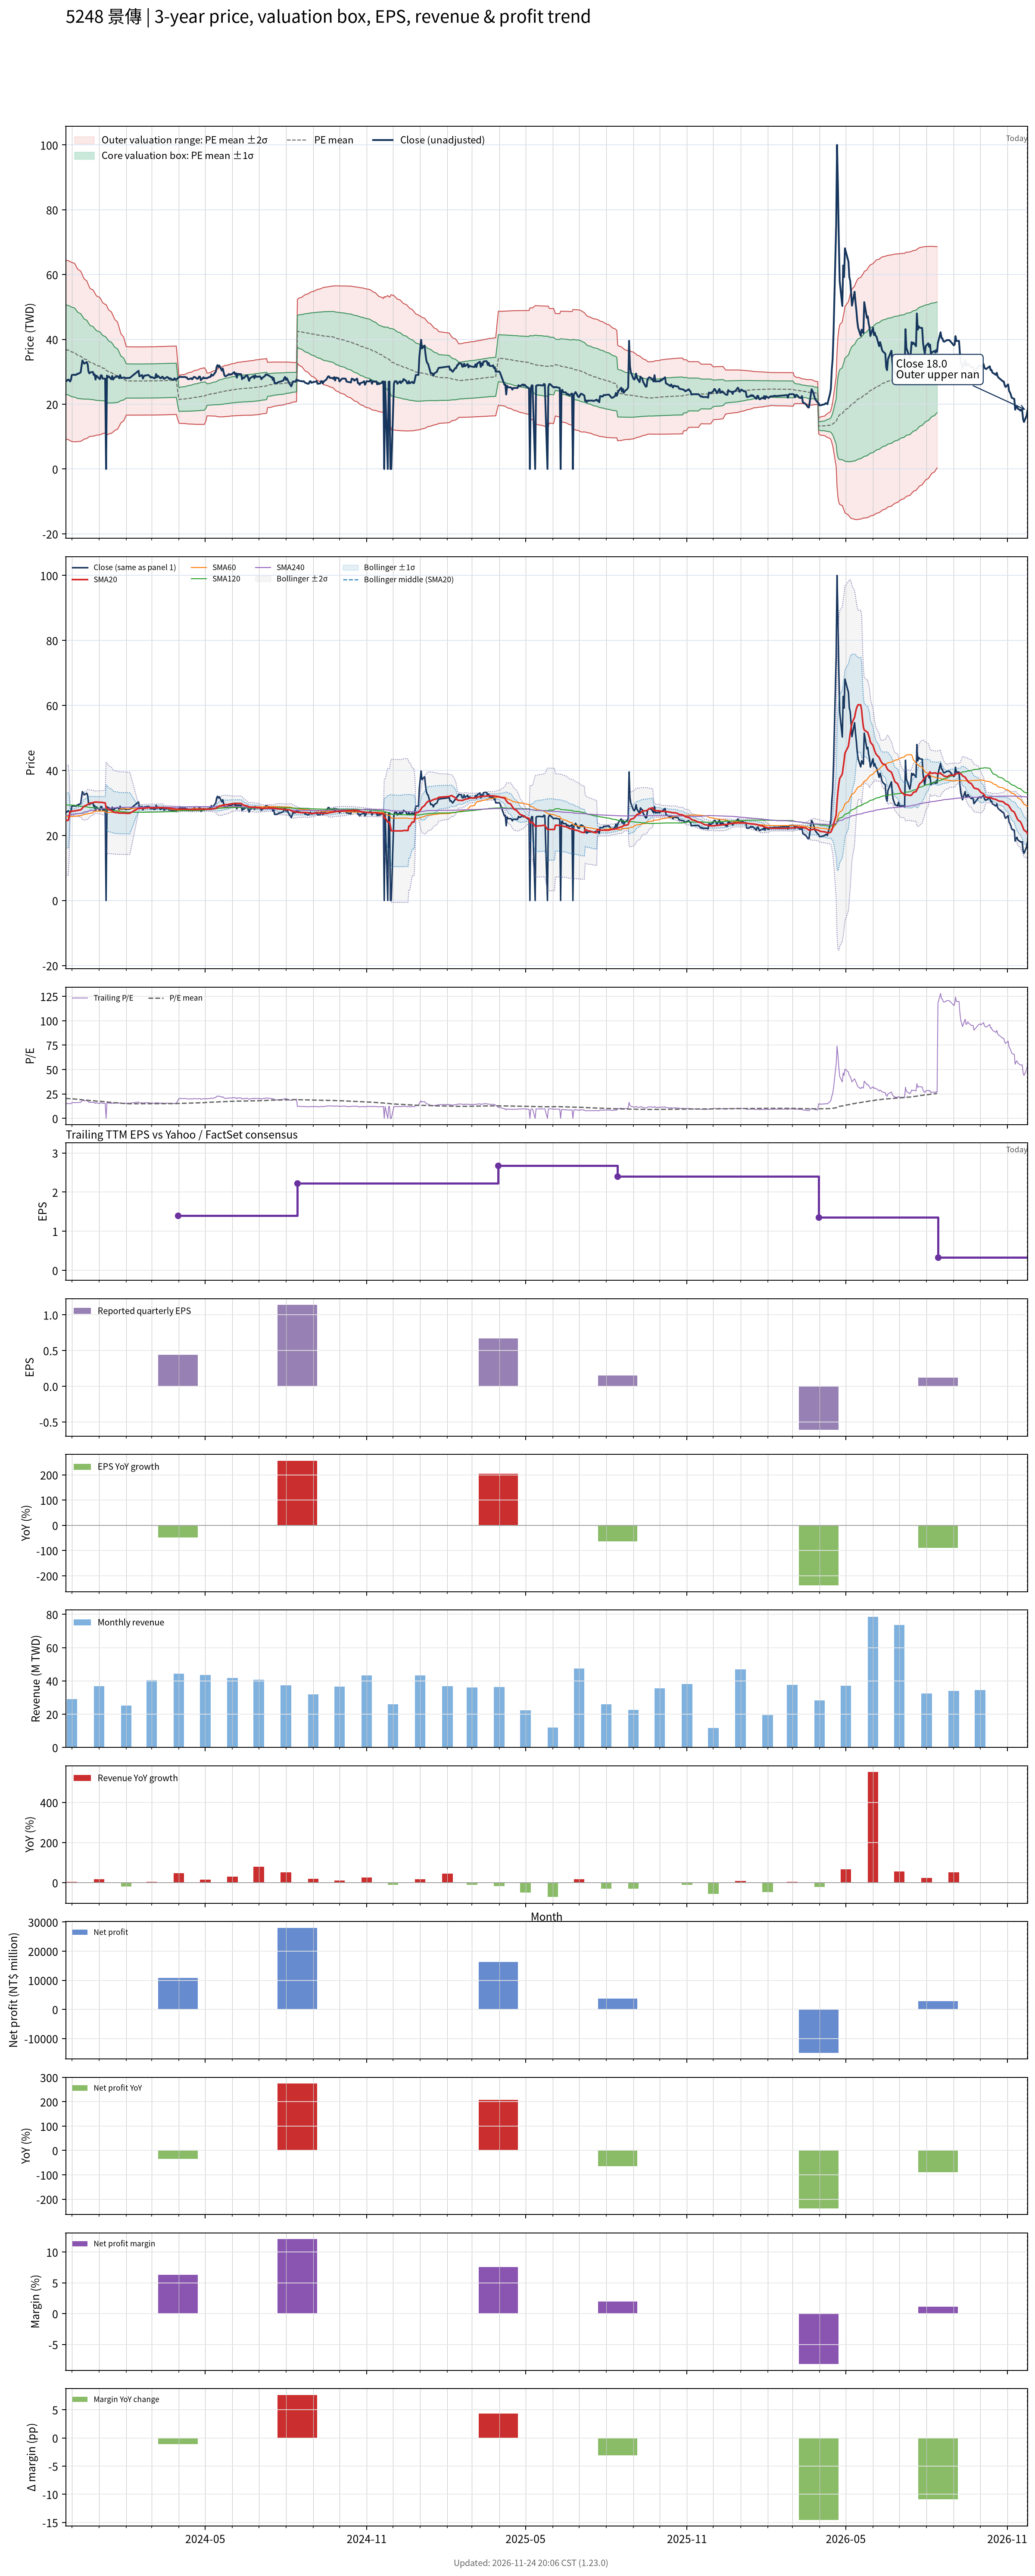 5248 景傳 | 3-year price, valuation box, EPS, revenue & profit trend
Outer valuation range: PE mean ±2σ
Core valuation box: PE mean ±1σ
PE mean
Close (unadjusted)
Today
100
80
60
40
20
0
-20
Price (TWD)
Close 18.0
Outer upper nan
Close (same as panel 1)
SMA20
SMA60
SMA120
SMA240
Bollinger ±2σ
Bollinger ±1σ
Bollinger middle (SMA20)
100
80
60
40
20
0
-20
Price
Trailing P/E
P/E mean
125
100
75
50
25
0
P/E
Trailing TTM EPS vs Yahoo / FactSet consensus
Today
3
2
1
0
EPS
Reported quarterly EPS
1.0
0.5
0.0
-0.5
EPS
EPS YoY growth
200
100
0
-100
-200
YoY (%)
Monthly revenue
80
60
40
20
0
Revenue (M TWD)
Revenue YoY growth
400
200
0
YoY (%)
Month
Net profit
30000
20000
10000
0
-10000
Net profit (NT$ million)
Net profit YoY
300
200
100
0
-100
-200
YoY (%)
Net profit margin
10
5
0
-5
Margin (%)
Margin YoY change
5
0
-5
-10
-15
Δ margin (pp)
2024-05
2024-11
2025-05
2025-11
2026-05
2026-11
Updated: 2026-11-24 20:06 CST (1.23.0)